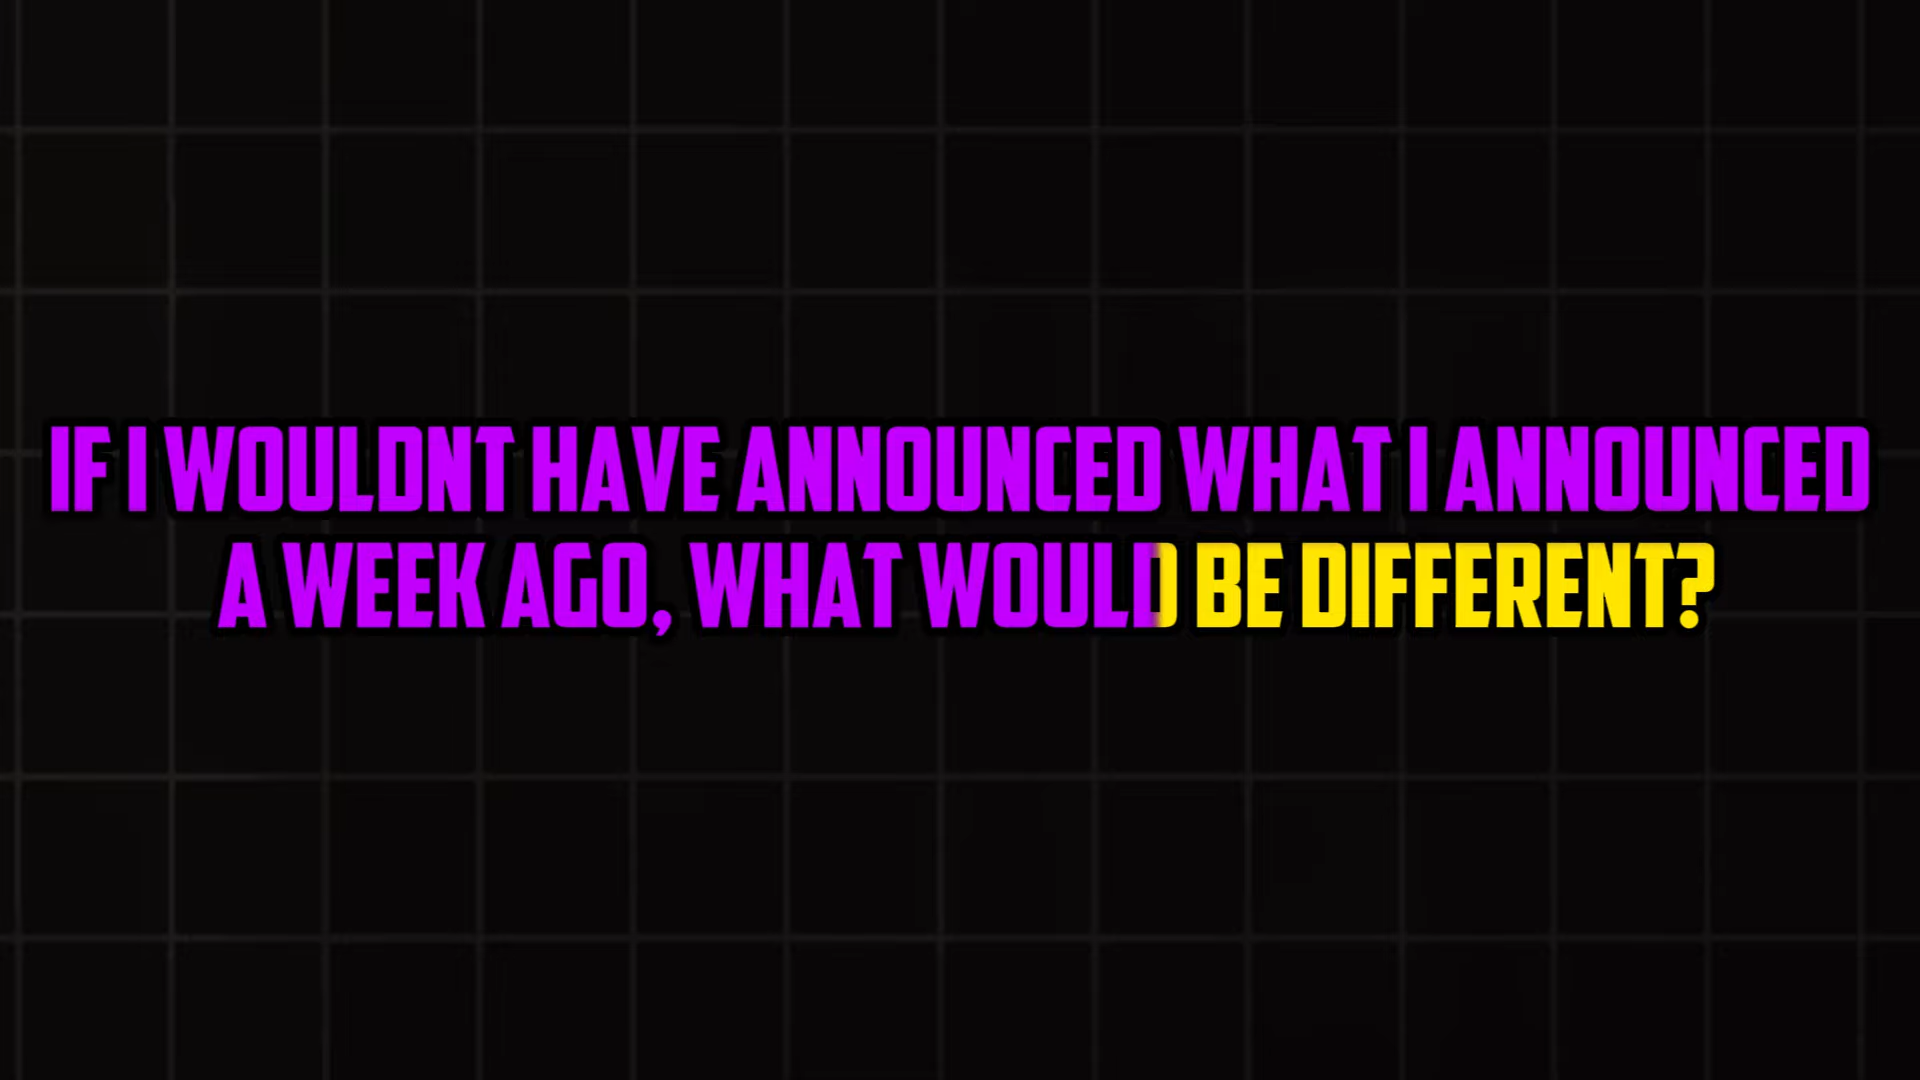 IF I WOULDNT HAVE ANNOUNCED WHAT I ANNOUNCED
A WEEK AGO, WHAT WOULD BE DIFFERENT?